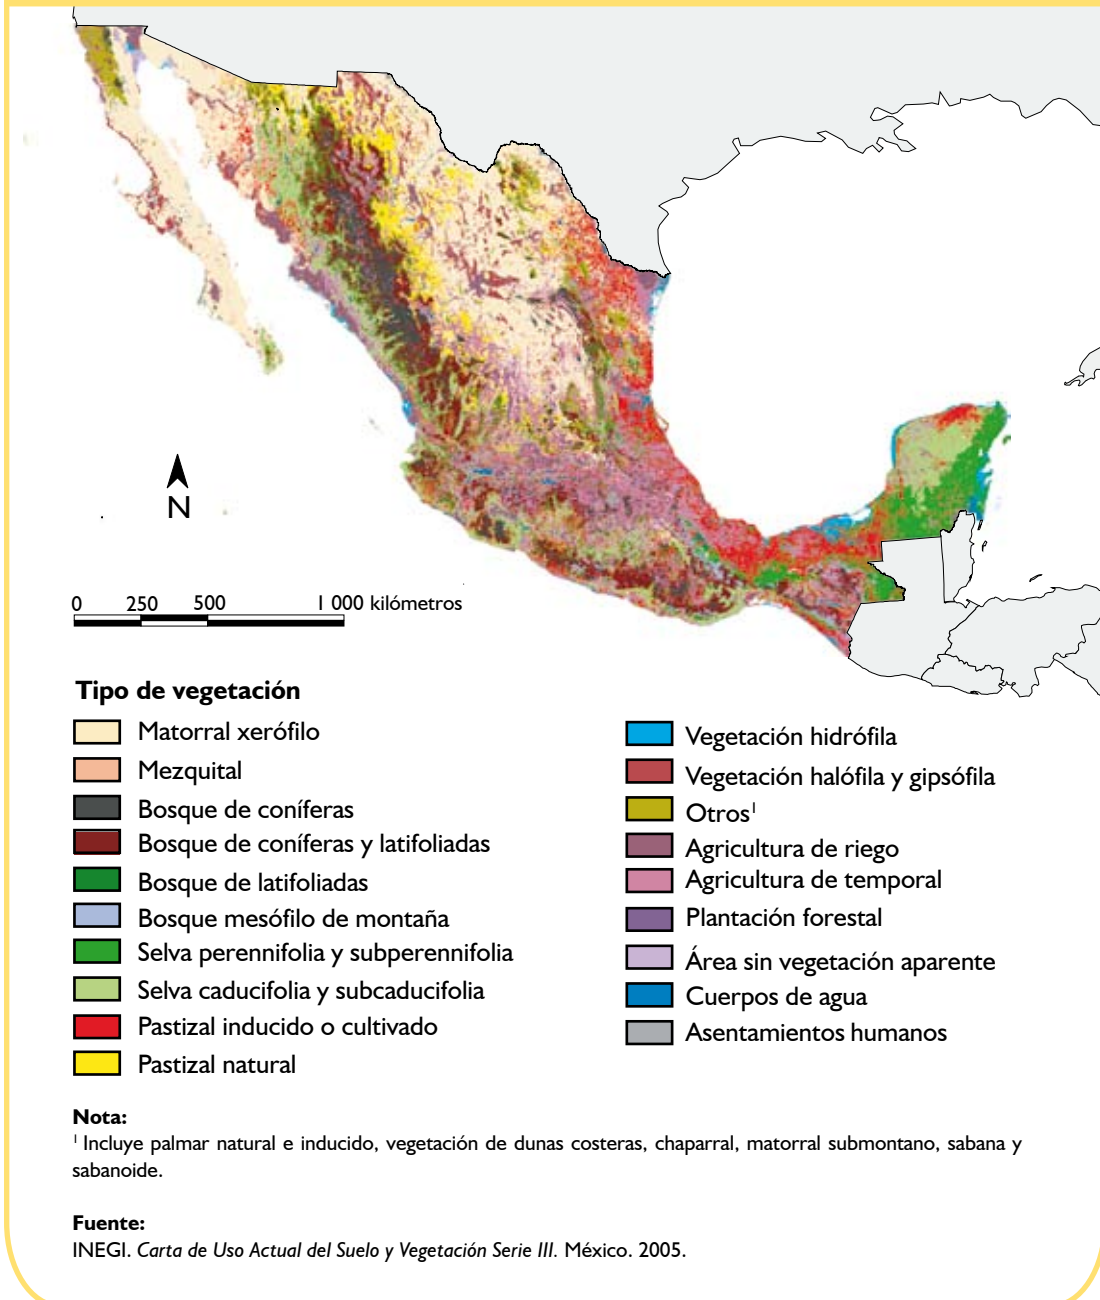 N
0 250 500 1 000 kilómetros
Tipo de vegetación
Matorral xerófilo
Mezquital
Bosque de coníferas
Bosque de coníferas y latifoliadas
Bosque de latifoliadas
Bosque mesófilo de montaña
Selva perennifolia y subperennifolia
Selva caducifolia y subcaducifolia
Pastizal inducido o cultivado
Pastizal natural
Vegetación hidrófila
Vegetación halófila y gipsófila
Otros¹
Agricultura de riego
Agricultura de temporal
Plantación forestal
Área sin vegetación aparente
Cuerpos de agua
Asentamientos humanos
Nota:
¹ Incluye palmar natural e inducido, vegetación de dunas costeras, chaparral, matorral submontano, sabana y
sabanoide.
Fuente:
INEGI. Carta de Uso Actual del Suelo y Vegetación Serie III. México. 2005.